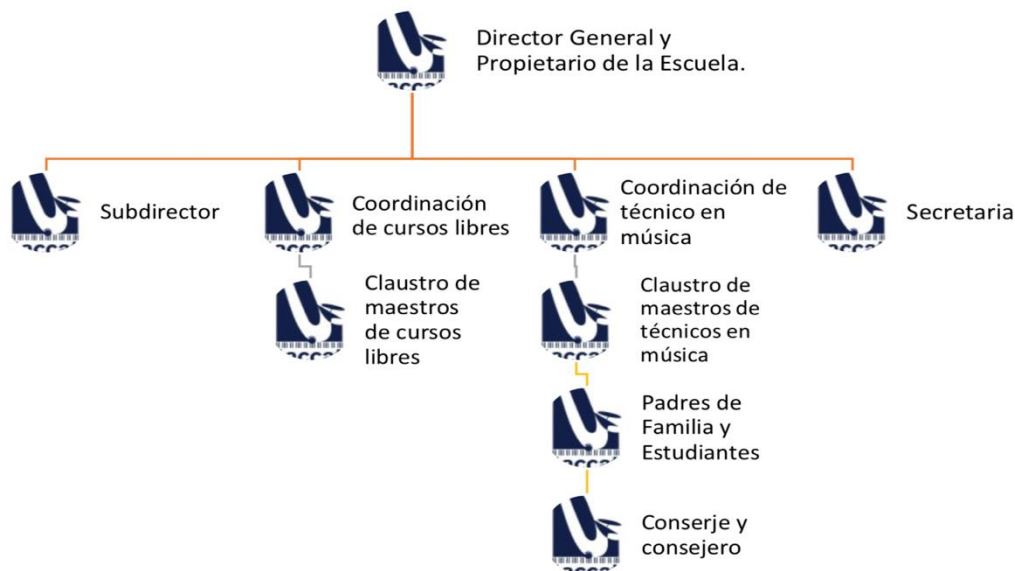 Director General y
Propietario de la Escuela.
Subdirector
Coordinación
de cursos libres
Coordinación de
técnico en
música
Secretaria
Claustro de
maestros
de cursos
libres
Claustro de
maestros de
técnicos en
música
Padres de
Familia y
Estudiantes
Conserje y
consejero